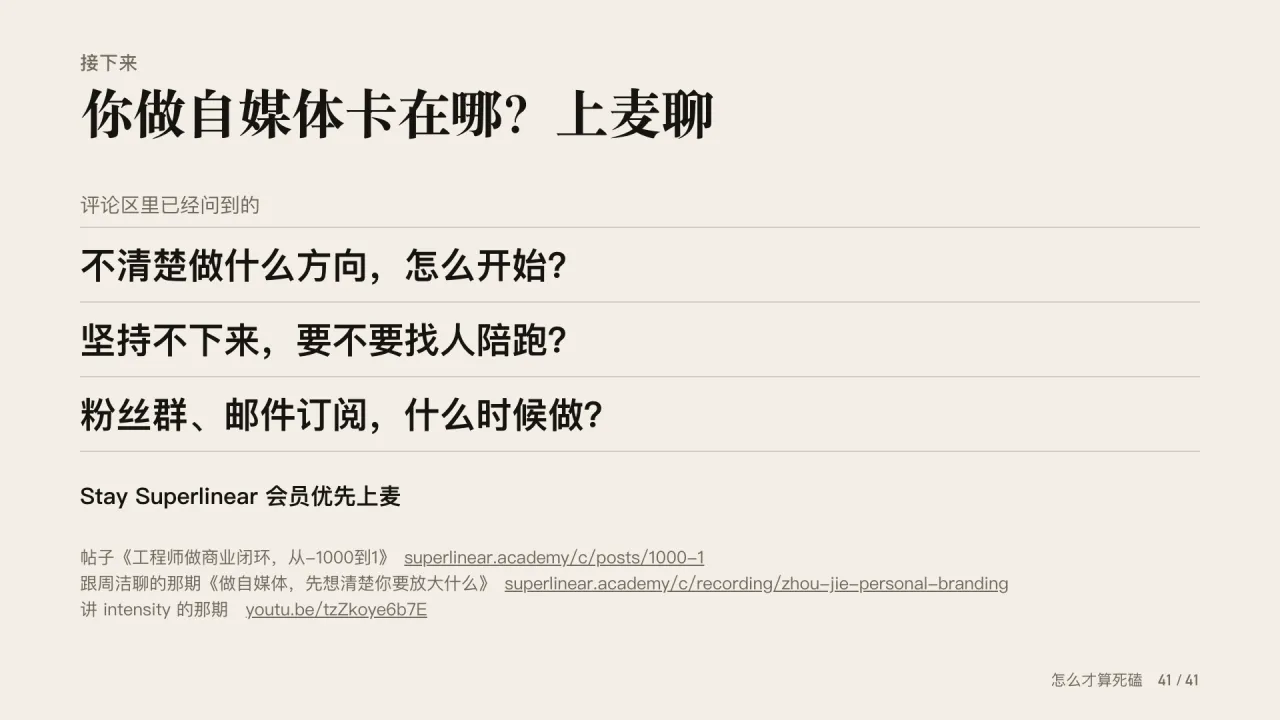 接下来
你做自媒体卡在哪？上麦聊
评论区里已经问到的
不清楚做什么方向，怎么开始？
坚持不下来，要不要找人陪跑？
粉丝群、邮件订阅，什么时候做？
Stay Superlinear 会员优先上麦
帖子《工程师做商业闭环，从-1000到1》 superlinear.academy/c/posts/1000-1
跟周洁聊的那期《做自媒体，先想清楚你要放大什么》 superlinear.academy/c/recording/zhou-jie-personal-branding
讲 intensity 的那期 youtu.be/tzZkoye6b7E
怎么才算死磕 41 / 41